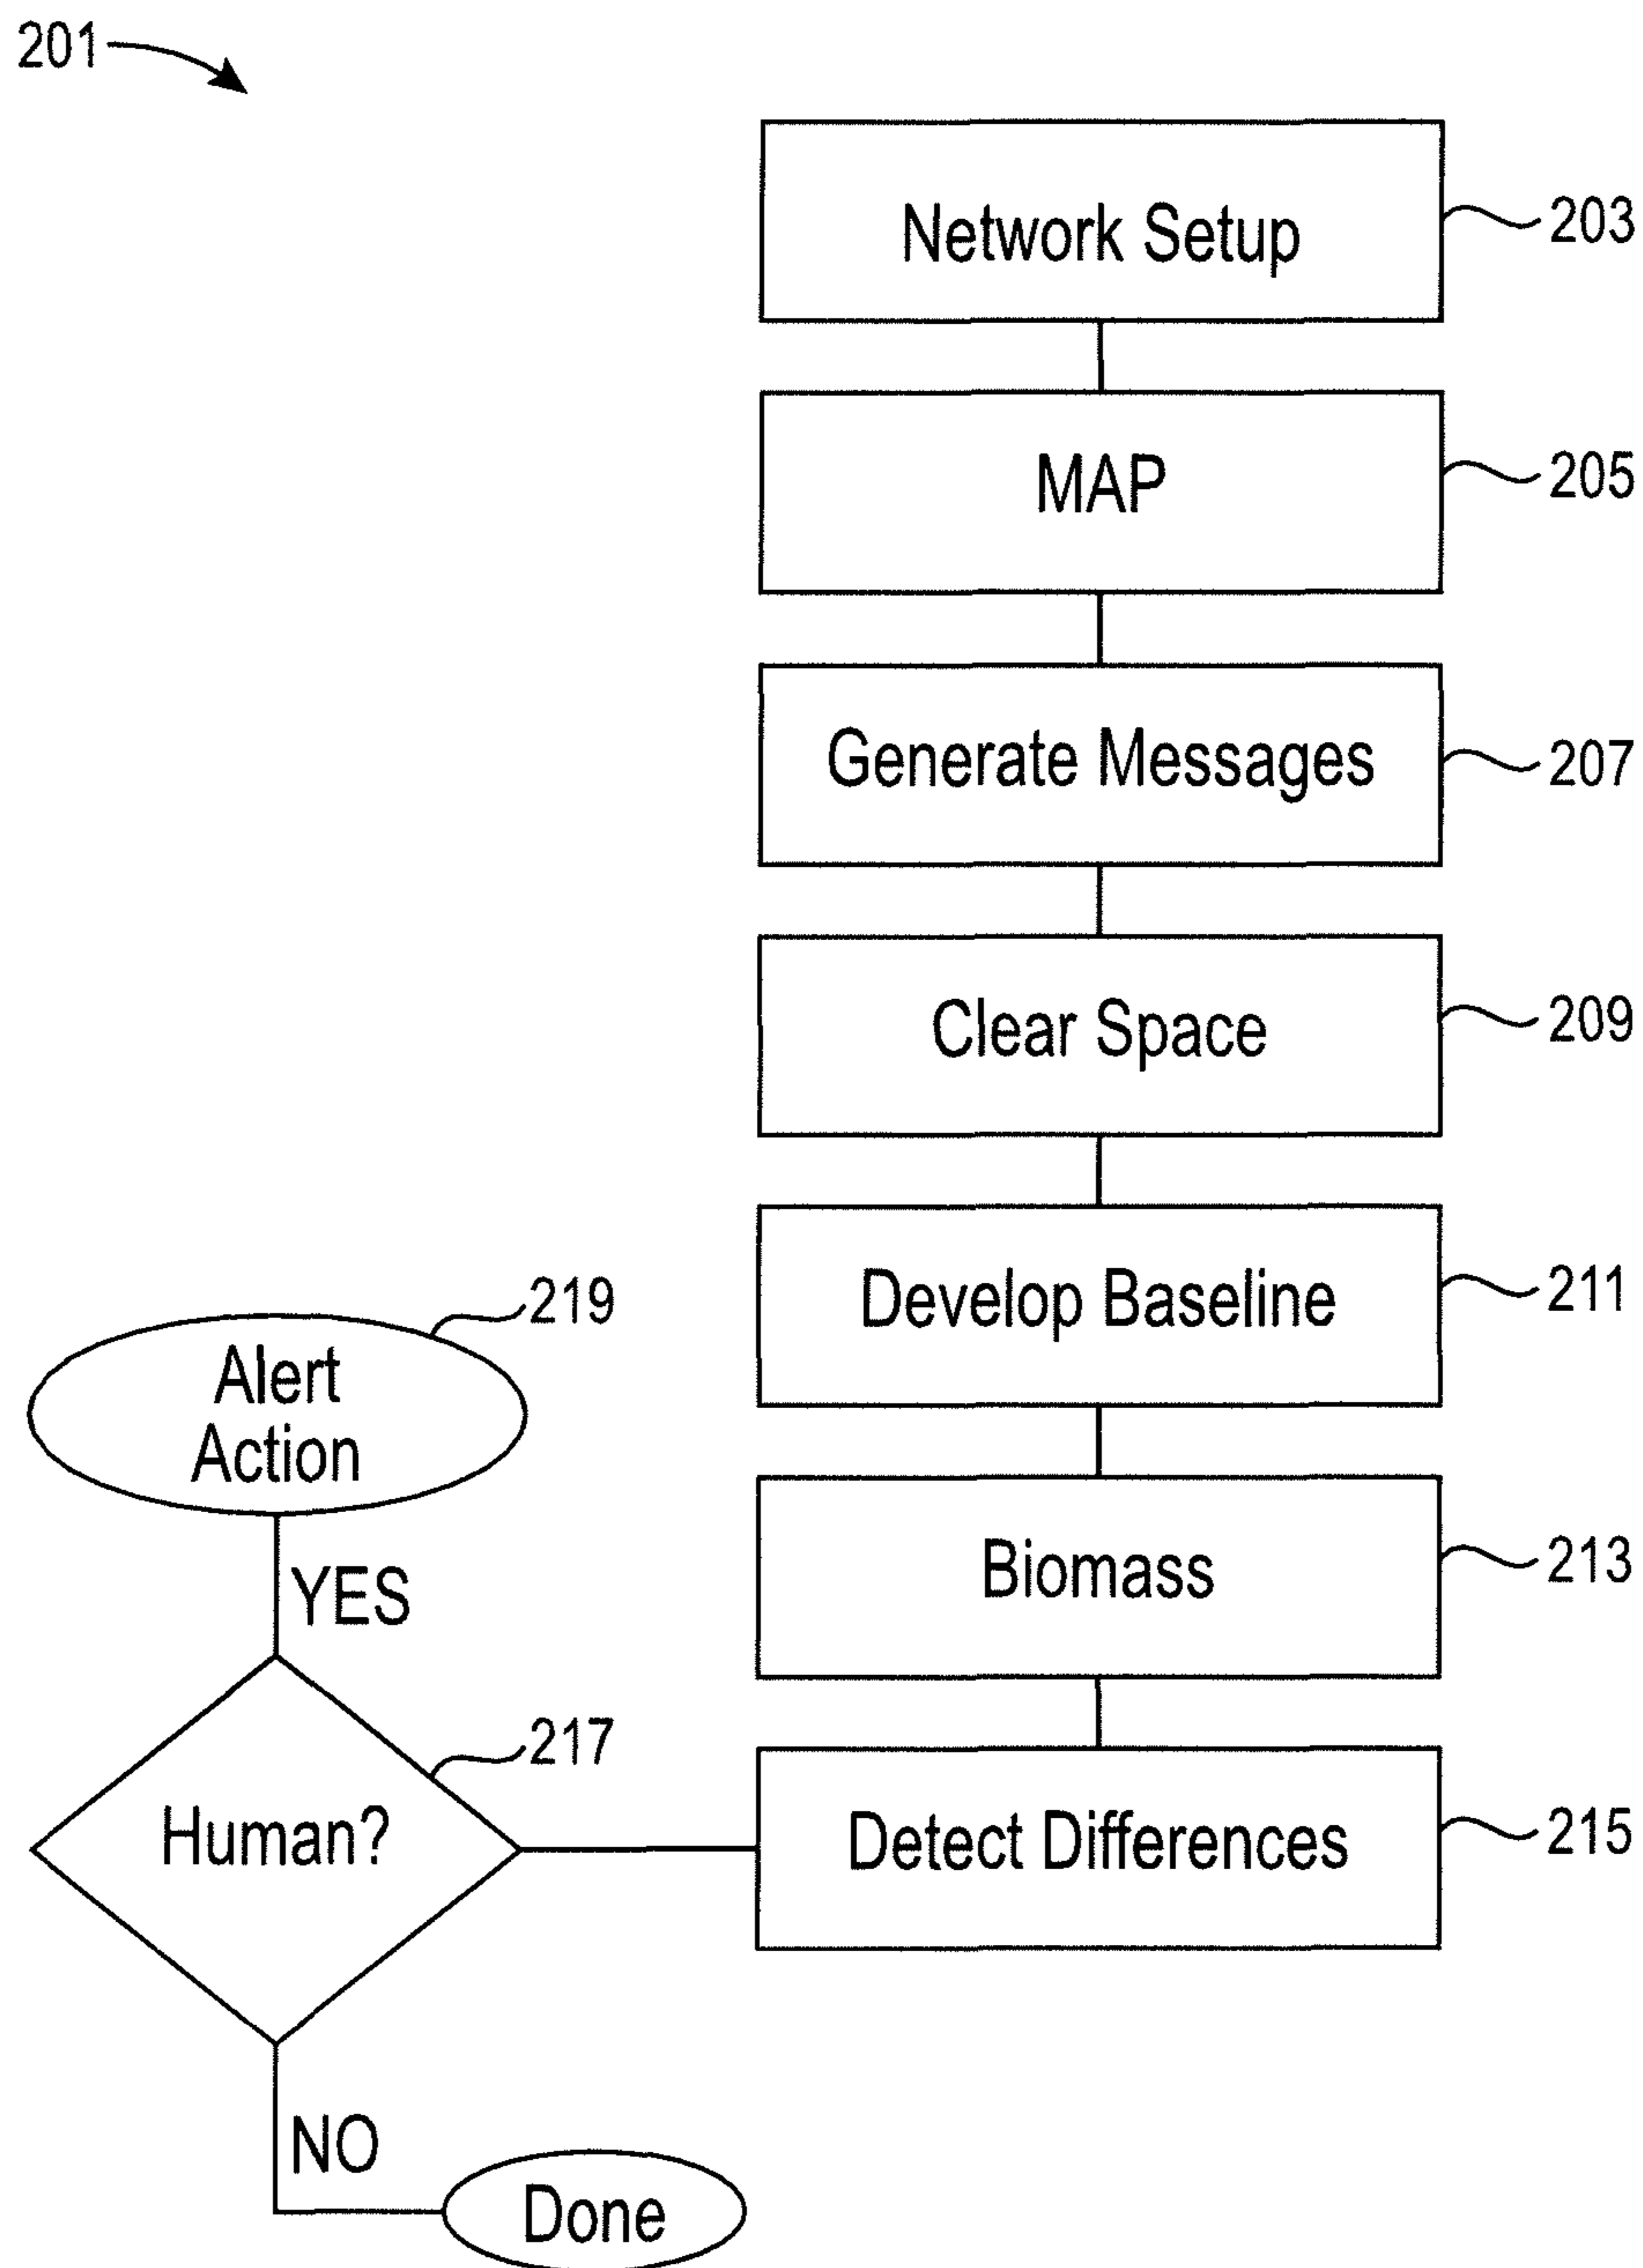 201
Network Setup
203
MAP
205
Generate Messages
207
Clear Space
209
Develop Baseline
211
Biomass
213
Detect Differences
215
Human?
217
YES
Alert
Action
219
NO
Done